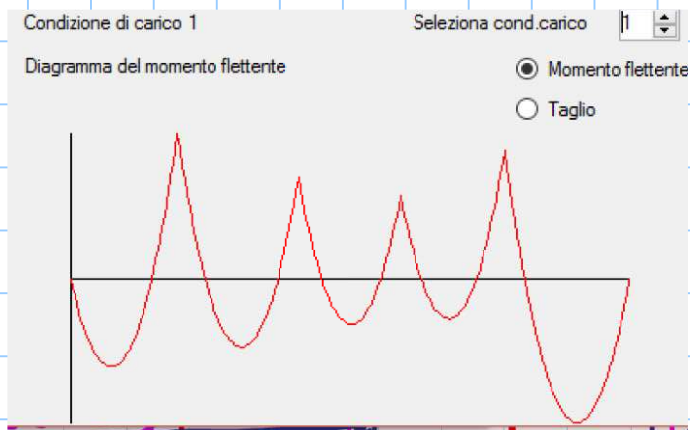 Condizione di carico 1
Seleziona cond.carico 1
Diagramma del momento flettente
Momento flettente
Taglio